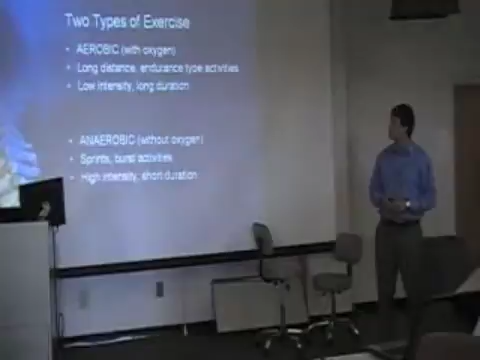 Two Types of Exercise
• AEROBIC (with oxygen)
• Long distance, endurance type activities
• Low intensity, long duration
• ANAEROBIC (without oxygen)
• Sprints, burst activities
• High intensity, short duration